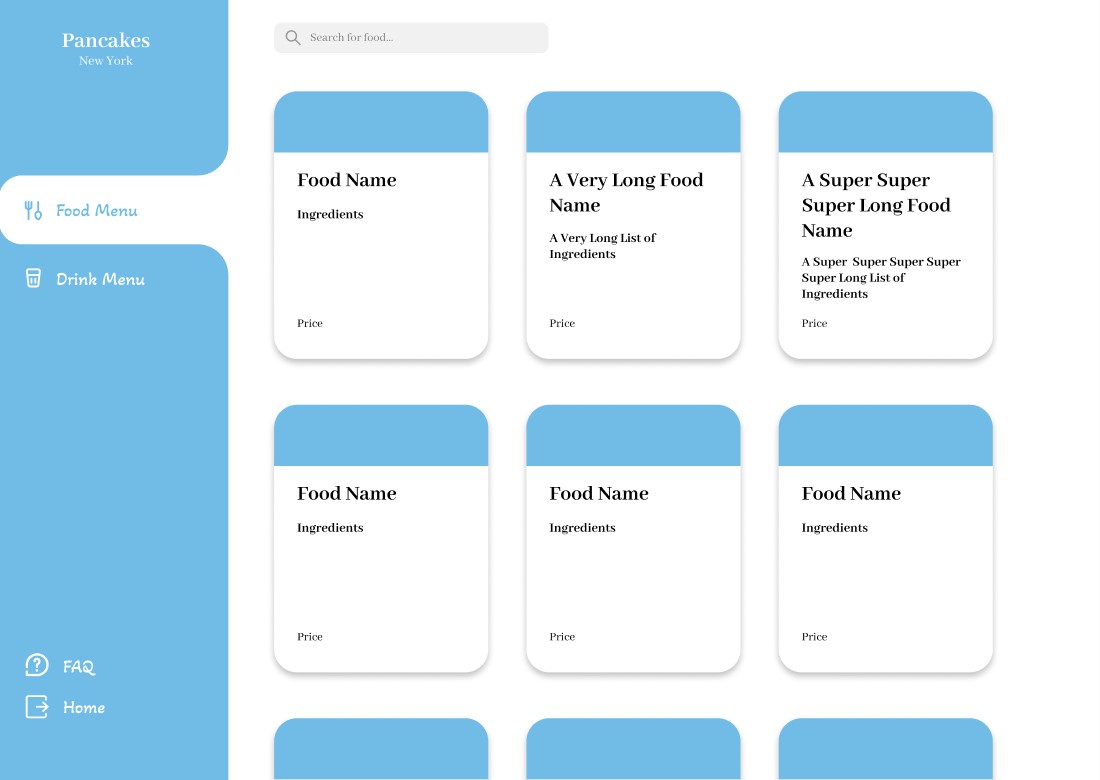 Pancakes
New York
Food Menu
Drink Menu
FAQ
Home
Search for food...
Food Name
Ingredients
Price
A Very Long Food
Name
A Very Long List of
Ingredients
Price
A Super Super
Super Long Food
Name
A Super  Super Super Super
Super Long List of
Ingredients
Price
Food Name
Ingredients
Price
Food Name
Ingredients
Price
Food Name
Ingredients
Price